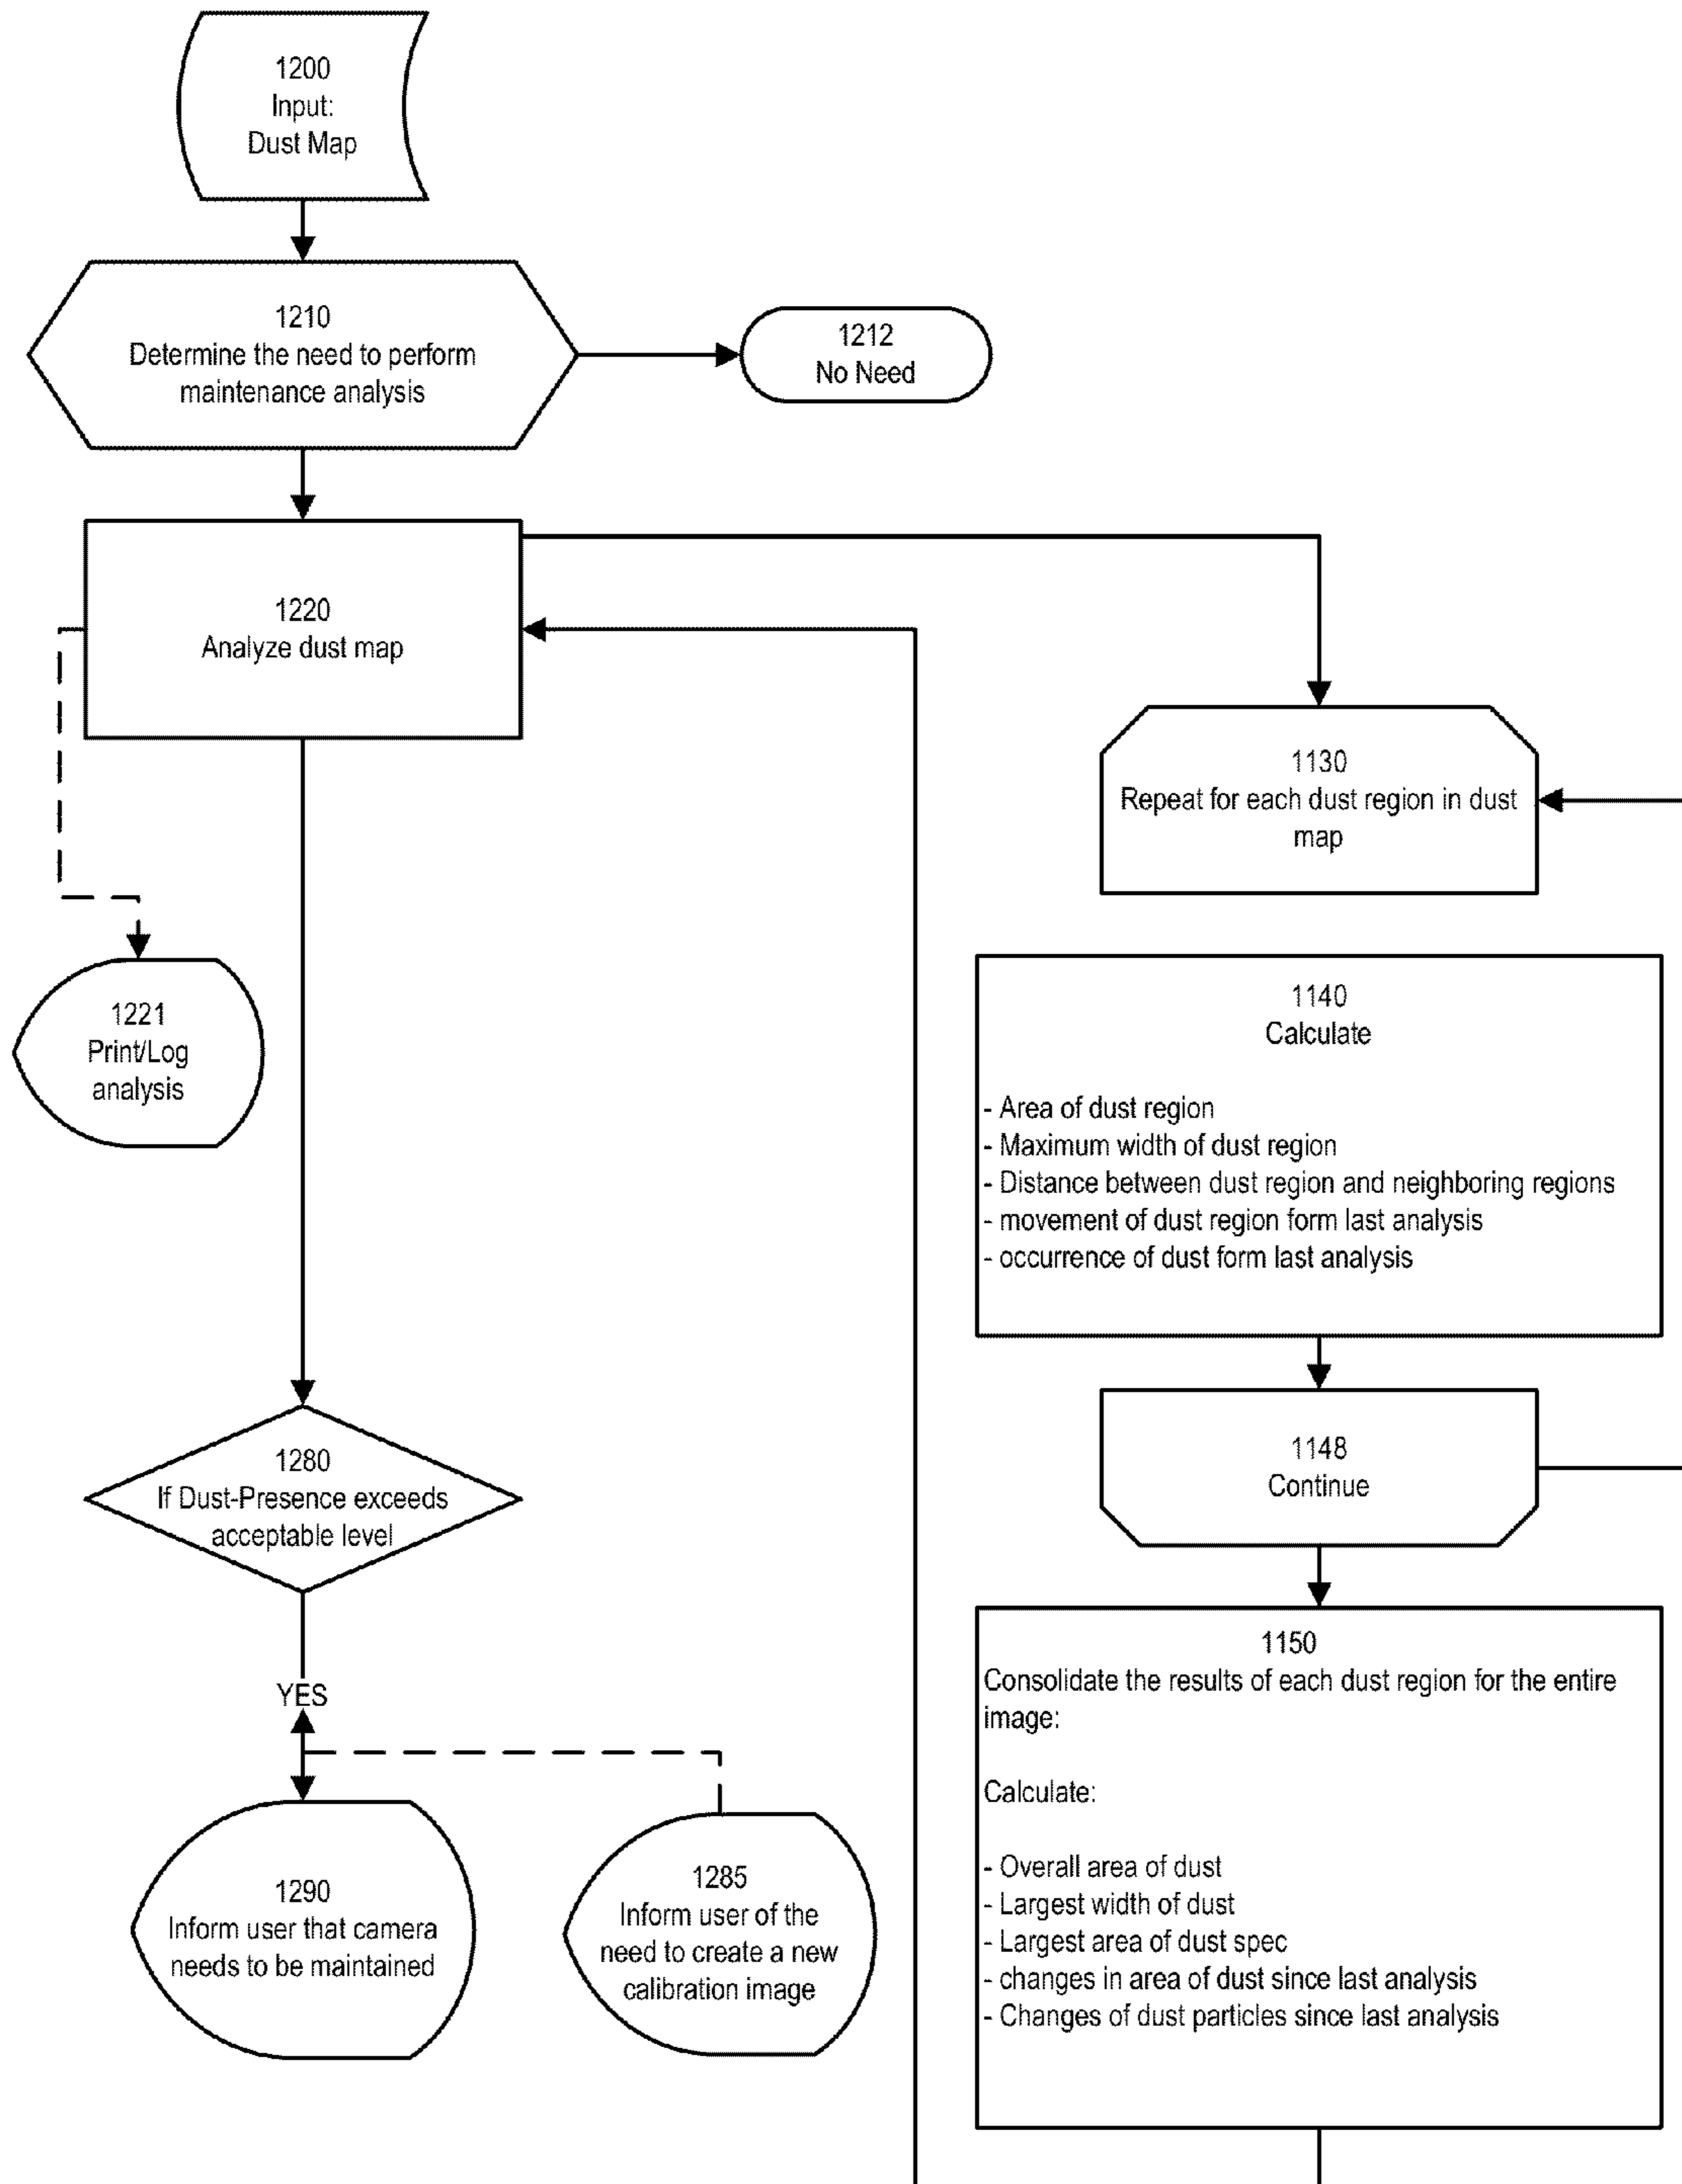 1200
Input:
Dust Map
1210
Determine the need to perform
maintenance analysis
1212
No Need
1220
Analyze dust map
1130
Repeat for each dust region in dust
map
1221
Print/Log
analysis
1140
Calculate
- Area of dust region
- Maximum width of dust region
- Distance between dust region and neighboring regions
- movement of dust region form last analysis
- occurrence of dust form last analysis
1148
Continue
1280
If Dust-Presence exceeds
acceptable level
YES
1290
Inform user that camera
needs to be maintained
1285
Inform user of the
need to create a new
calibration image
1150
Consolidate the results of each dust region for the entire
image:
Calculate:
- Overall area of dust
- Largest width of dust
- Largest area of dust spec
- changes in area of dust since last analysis
- Changes of dust particles since last analysis